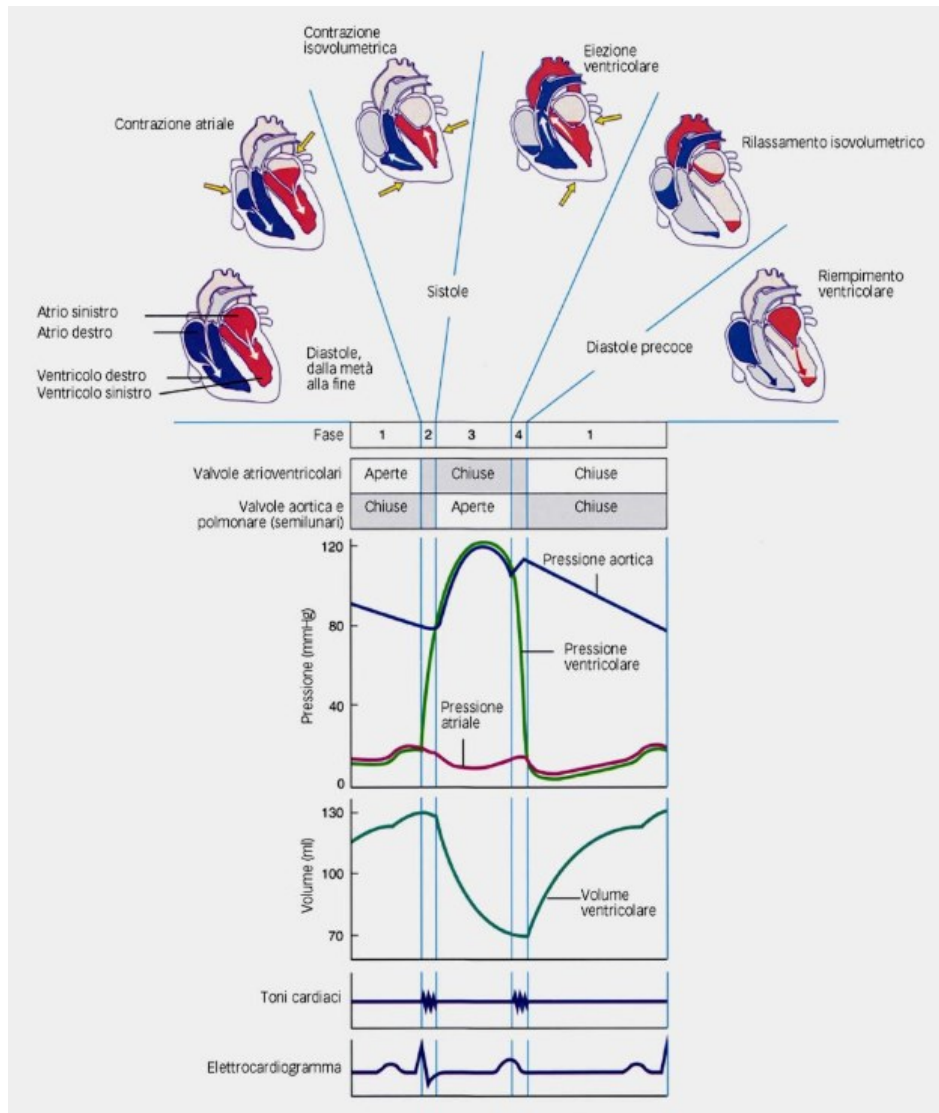 Contrazione
isovolumetrica
Eiezione
ventricolare
Contrazione atriale
Rilassamento isovolumetrico
Sistole
Riempimento
ventricolare
Atrio sinistro
Atrio destro
Ventricolo destro
Ventricolo sinistro
Diastole,
dalla metà
alla fine
Diastole precoce
Fase 1 2 3 4 1
Valvole atrioventricolari Aperte Chiuse Chiuse
Valvole aortica e
polmonare (semilunari) Chiuse Aperte Chiuse
Pressione (mmHg)
120
80
40
0
Pressione aortica
Pressione
ventricolare
Pressione
atriale
Volume (ml)
130
100
70
Volume
ventricolare
Toni cardiaci
Elettrocardiogramma